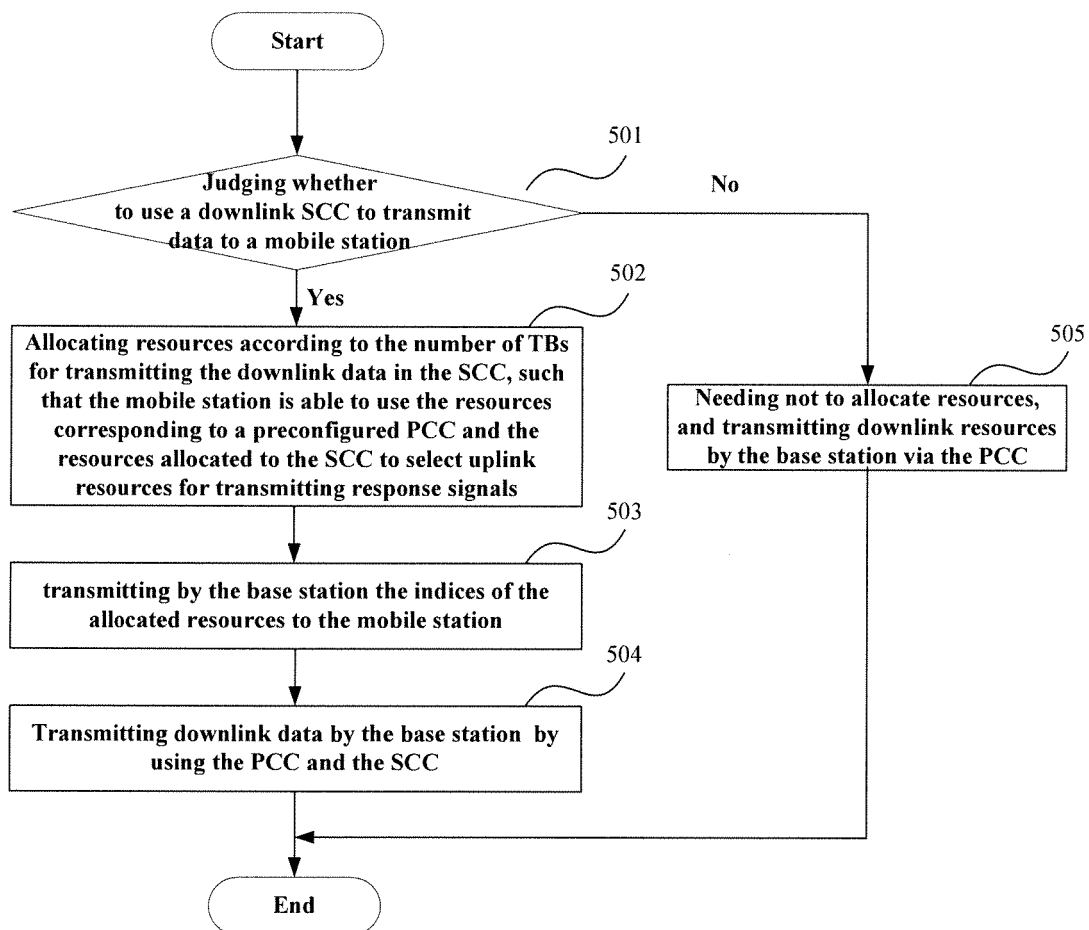 Start
501
Judging whether
to use a downlink SCC to transmit
data to a mobile station
No
Yes
502
Allocating resources according to the number of TBs
for transmitting the downlink data in the SCC, such
that the mobile station is able to use the resources
corresponding to a preconfigured PCC and the
resources allocated to the SCC to select uplink
resources for transmitting response signals
505
Needing not to allocate resources,
and transmitting downlink resources
by the base station via the PCC
503
transmitting by the base station the indices of the
allocated resources to the mobile station
504
Transmitting downlink data by the base station by
using the PCC and the SCC
End